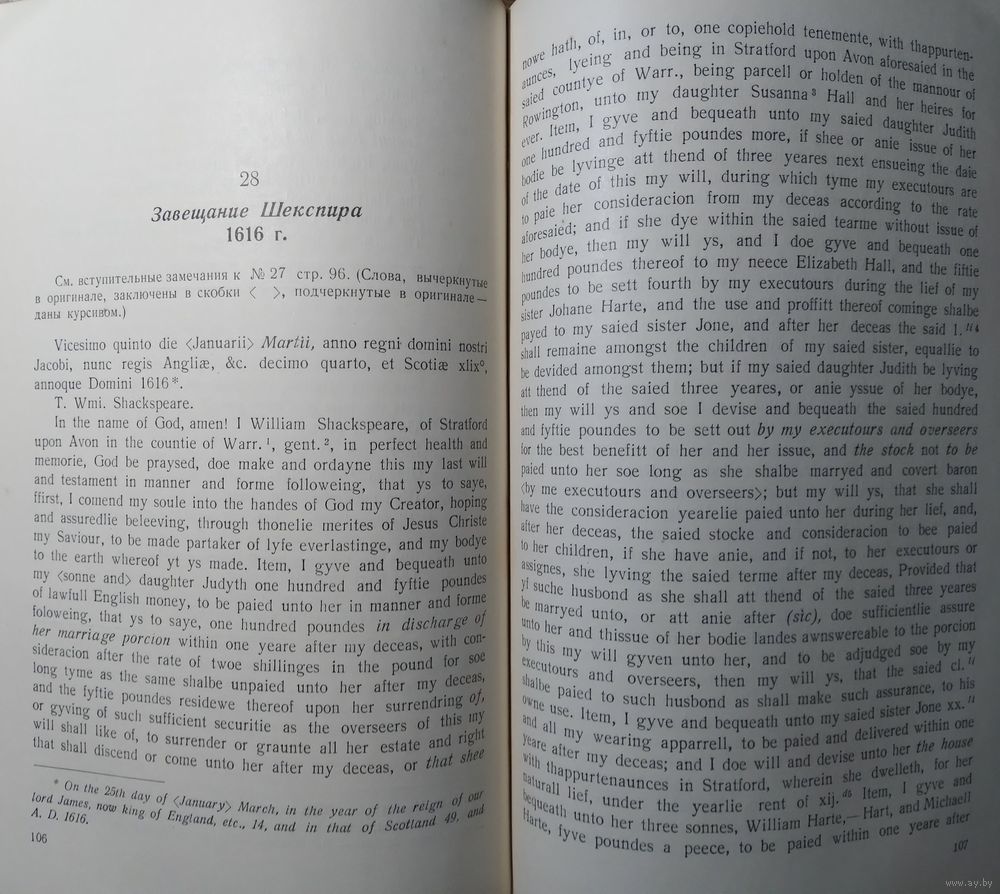 28
Завещание Шекспира
1616 г.
См. вступительные замечания к № 27 стр. 96. (Слова, вычеркнутые
в оригинале, заключены в скобки < >, подчеркнутые в оригинале —
даны курсивом.)
Vicesimo quinto die <Januarii> Martii, anno regni domini nostri
Jacobi, nunc regis Angliæ, &c. decimo quarto, et Scotiæ xlix⁰,
annoque Domini 1616*.
T. Wmi. Shackspeare.
In the name of God, amen! I William Shackspeare, of Stratford
upon Avon in the countie of Warr. ¹, gent. ², in perfect health and
memorie, God be praysed, doe make and ordayne this my last will
and testament in manner and forme followeing, that ys to saye,
ffirst, I comend my soule into the handes of God my Creator, hoping
and assuredlie beleeving, through thonelie merites of Jesus Christe
my Saviour, to be made partaker of lyfe everlastinge, and my bodye
to the earth whereof yt ys made. Item, I gyve and bequeath unto
my <sonne and> daughter Judyth one hundred and fyftie poundes
of lawfull English money, to be paied unto her in manner and forme
foloweing, that ys to saye, one hundred poundes in discharge of
her marriage porcion within one yeare after my deceas, with con-
sideracion after the rate of twoe shillinges in the pound for soe
long tyme as the same shalbe unpaied unto her after my deceas,
and the fyftie poundes residewe thereof upon her surrendring of,
or gyving of such sufficient securitie as the overseers of this my
will shall like of, to surrender or graunte all her estate and right
that shall discend or come unto her after my deceas, or that shee
* On the 25th day of <January> March, in the year of the reign of our
lord James, now king of England, etc., 14, and in that of Scotland 49, and
A. D. 1616.
106
nowe hath, of, in, or to, one copiehold tenemente, with thappurten-
aunces, lyeing and being in Stratford upon Avon aforesaied in the
saied countye of Warr., being parcell or holden of the mannour of
Rowington, unto my daughter Susanna ³ Hall and her heires for
ever. Item, I gyve and bequeath unto my saied daughter Judith
one hundred and fyftie poundes more, if shee or anie issue of her
bodie be lyvinge att thend of three yeares next ensueing the daie
of the date of this my will, during which tyme my executours are
to paie her consideracion from my deceas according to the rate
aforesaied; and if she dye within the saied tearme without issue of
her bodye, then my will ys, and I doe gyve and bequeath one
hundred poundes thereof to my neece Elizabeth Hall, and the fiftie
poundes to be sett fourth by my executours during the lief of my
sister Johane Harte, and the use and proffitt thereof cominge shalbe
payed to my saied sister Jone, and after her deceas the said l.ˡⁱ ⁴
shall remaine amongst the children of my saied sister, equallie to
be devided amongst them; but if my saied daughter Judith be lyving
att thend of the saied three yeares, or anie yssue of her bodye,
then my will ys and soe I devise and bequeath the saied hundred
and fyftie poundes to be sett out by my executours and overseers
for the best benefitt of her and her issue, and the stock not to be
paied unto her soe long as she shalbe marryed and covert baron
<by me executours and overseers>; but my will ys, that she shall
have the consideracion yearelie paied unto her during her lief, and,
after her deceas, the saied stocke and consideracion to bee paied
to her children, if she have anie, and if not, to her executours or
assignes, she lyving the saied terme after my deceas, Provided that
yf suche husband as she shall att thend of the saied three yeares
be marryed unto, or att anie after (sic), doe sufficientlie assure
unto her and thissue of her bodie landes awnswereable to the porcion
by this my will gyven unto her, and to be adjudged soe by my
executours and overseers, then my will ys, that the saied cl.ˡⁱ
shalbe paied to such husband as shall make such assurance, to his
owne use. Item, I gyve and bequeath unto my saied sister Jone xx.ˡⁱ
and all my wearing apparrell, to be paied and delivered within one
yeare after my deceas; and I doe will and devise unto her the house
with thappurtenaunces in Stratford, wherein she dwelleth, for her
naturall lief, under the yearlie rent of xij.ᵈ⁵ Item, I gyve and
bequeath unto her three sonnes, William Harte,— Hart, and Michaell
Harte, fyve poundes a peece, to be paied within one yeare after
107
www.ay.by